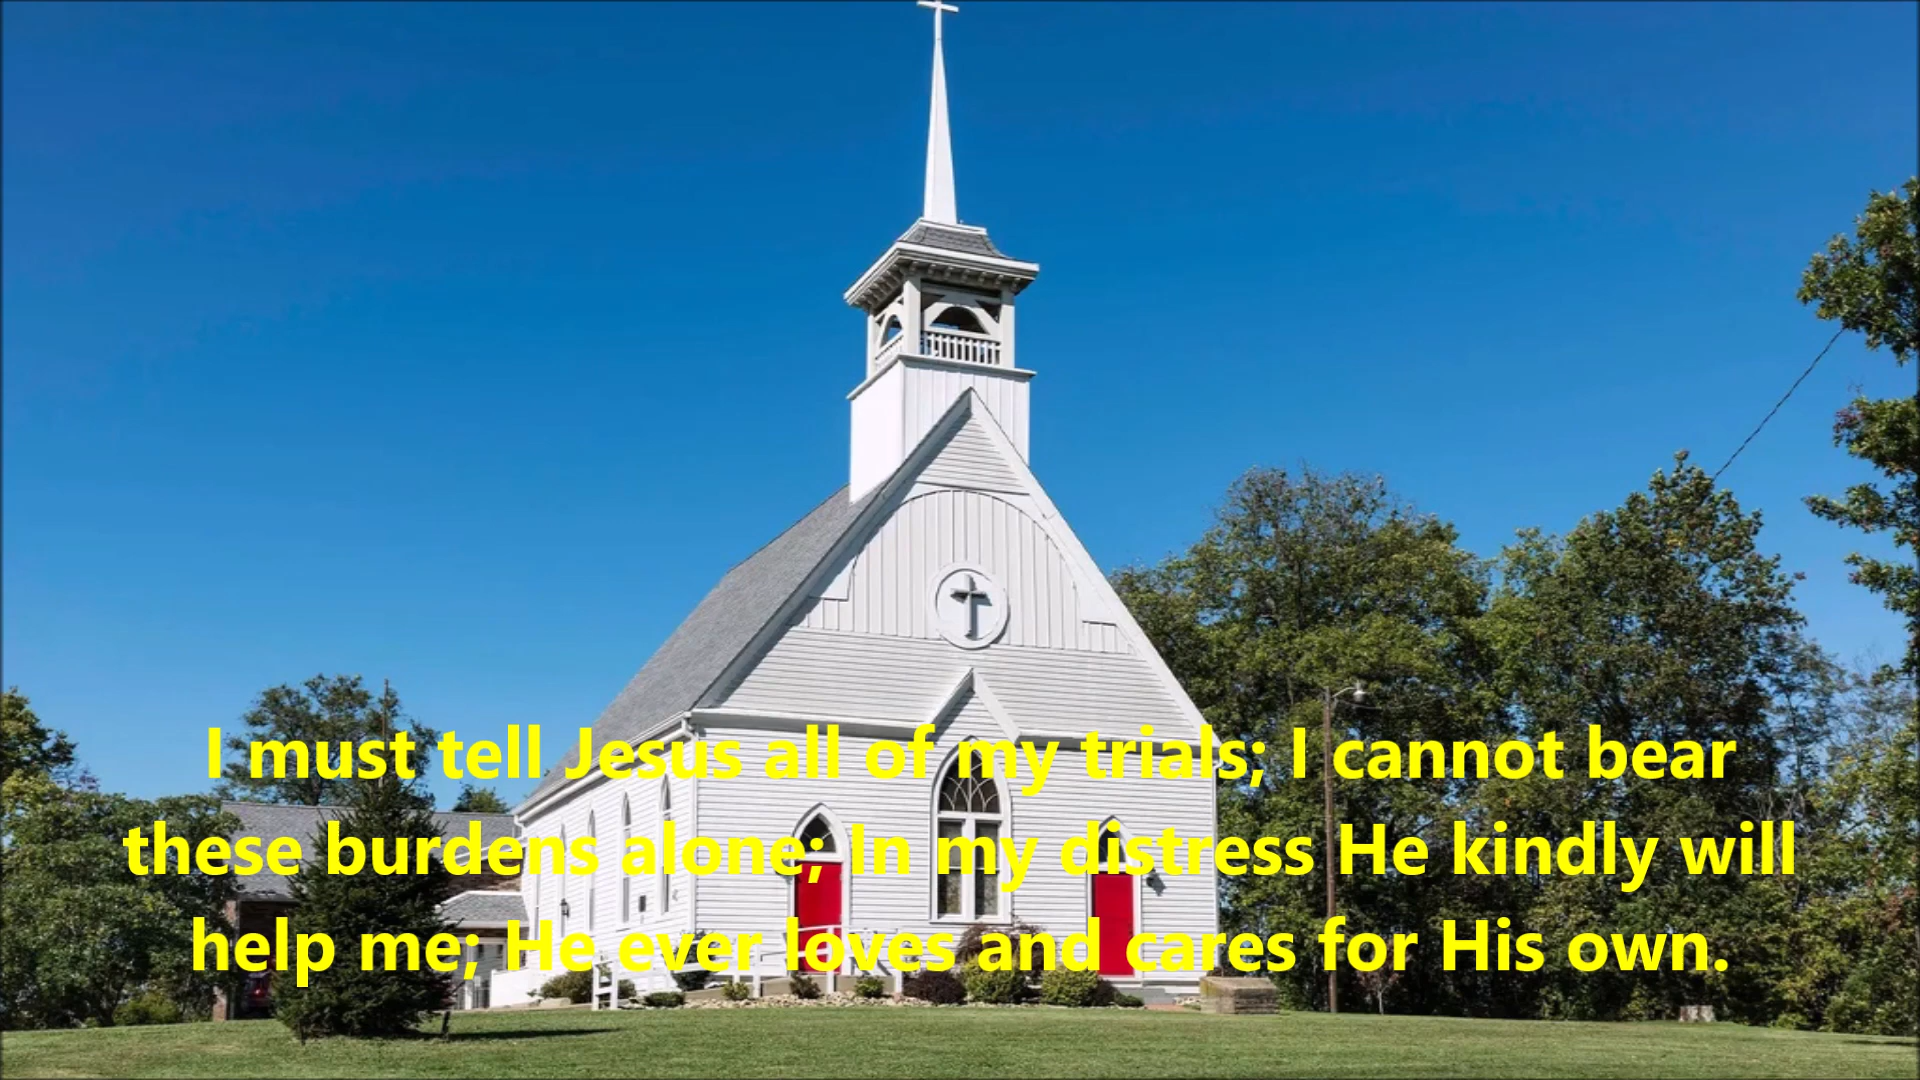 I must tell Jesus all of my trials; I cannot bear
these burdens alone; In my distress He kindly will
help me; He ever loves and cares for His own.